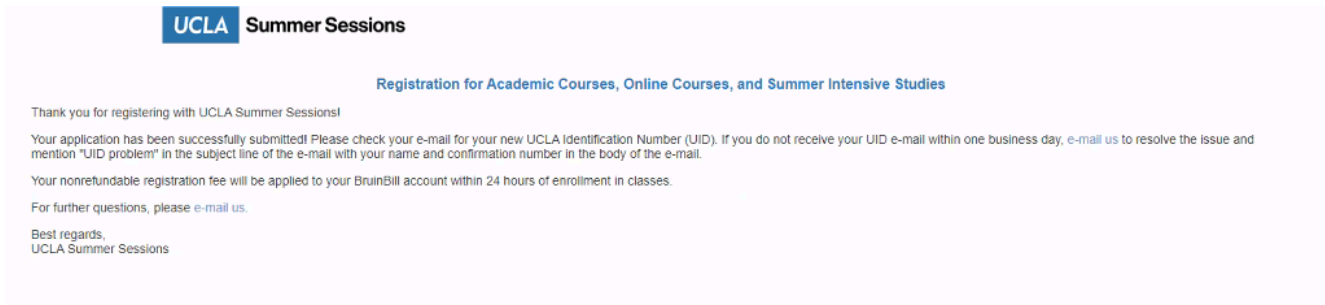 UCLA Summer Sessions
Registration for Academic Courses, Online Courses, and Summer Intensive Studies
Thank you for registering with UCLA Summer Sessions!
Your application has been successfully submitted! Please check your e-mail for your new UCLA Identification Number (UID). If you do not receive your UID e-mail within one business day, e-mail us to resolve the issue and
mention "UID problem" in the subject line of the e-mail with your name and confirmation number in the body of the e-mail.
Your nonrefundable registration fee will be applied to your BruinBill account within 24 hours of enrollment in classes.
For further questions, please e-mail us.
Best regards,
UCLA Summer Sessions